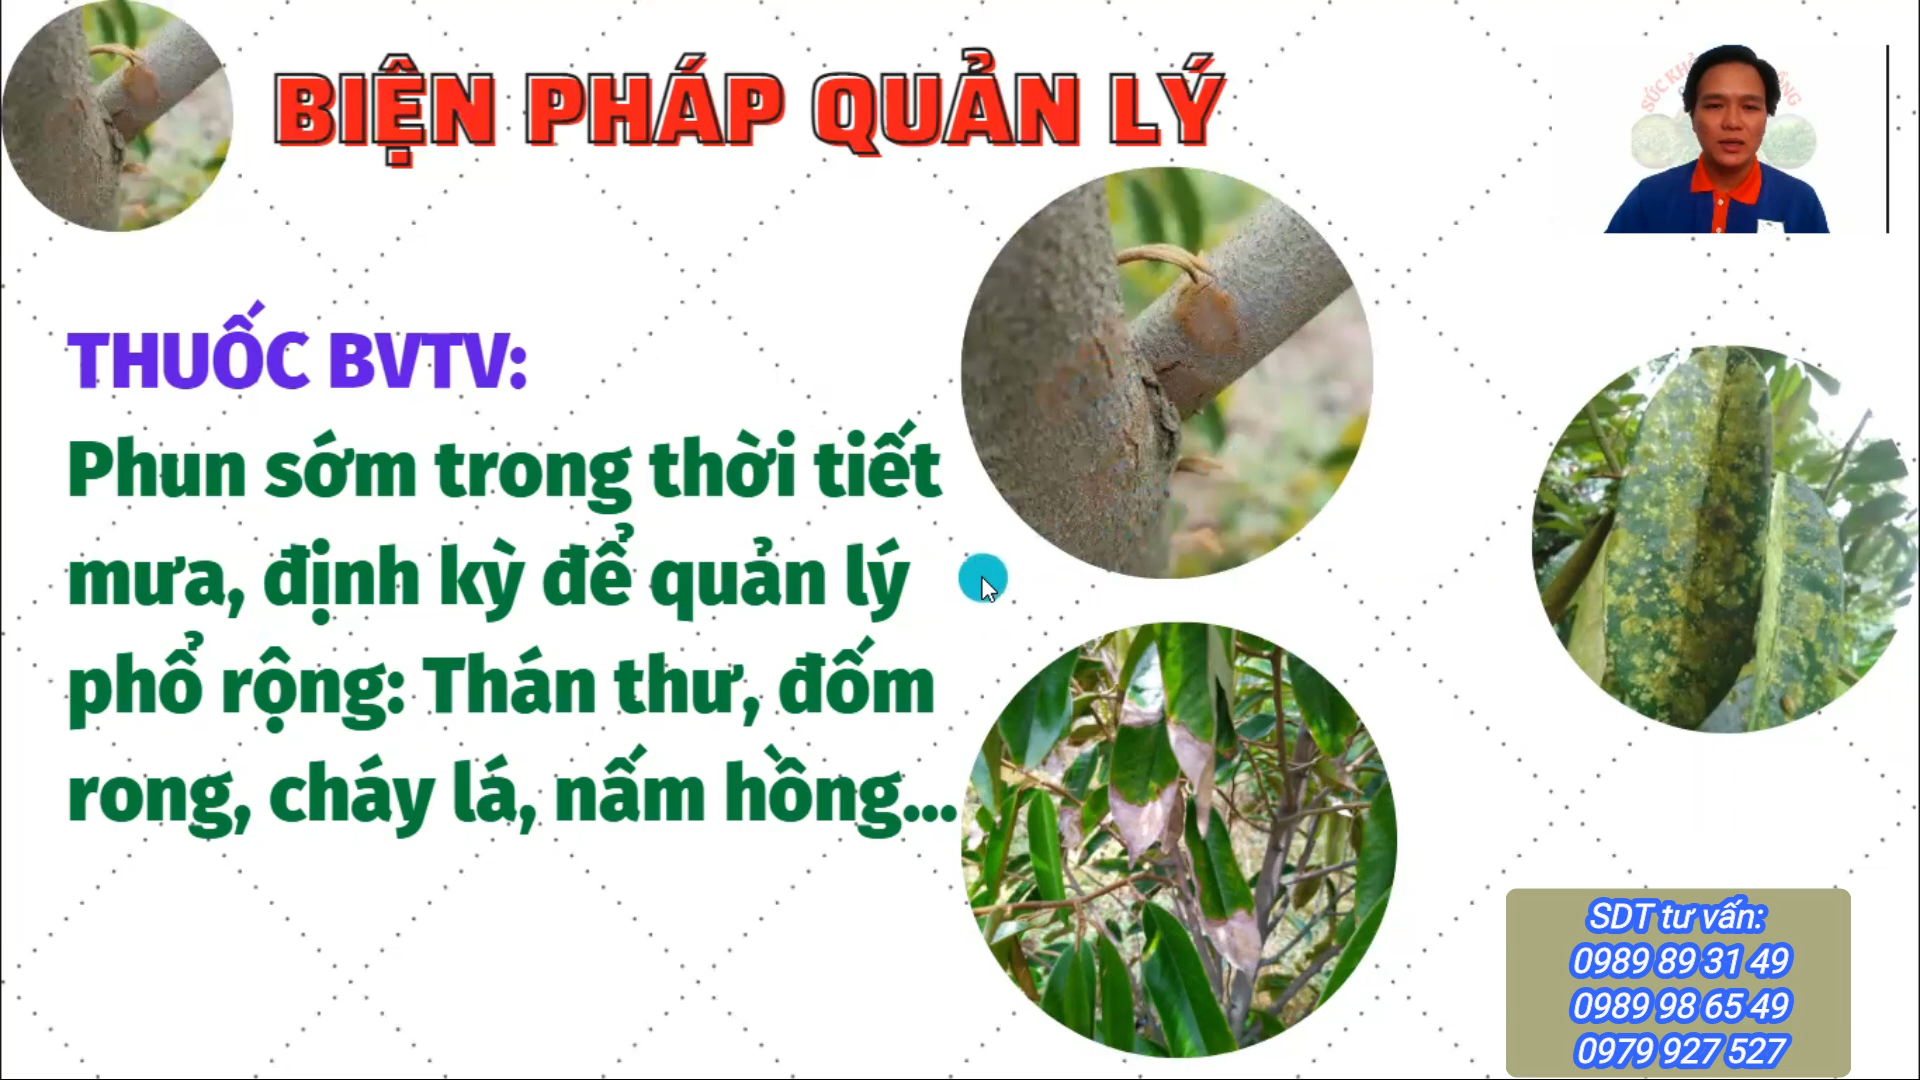 BIỆN PHÁP QUẢN LÝ
THUỐC BVTV:
Phun sớm trong thời tiết
mưa, định kỳ để quản lý
phổ rộng: Thán thư, đốm
rong, cháy lá, nấm hồng...
SDT tư vấn:
0989 89 31 49
0989 98 65 49
0979 927 527